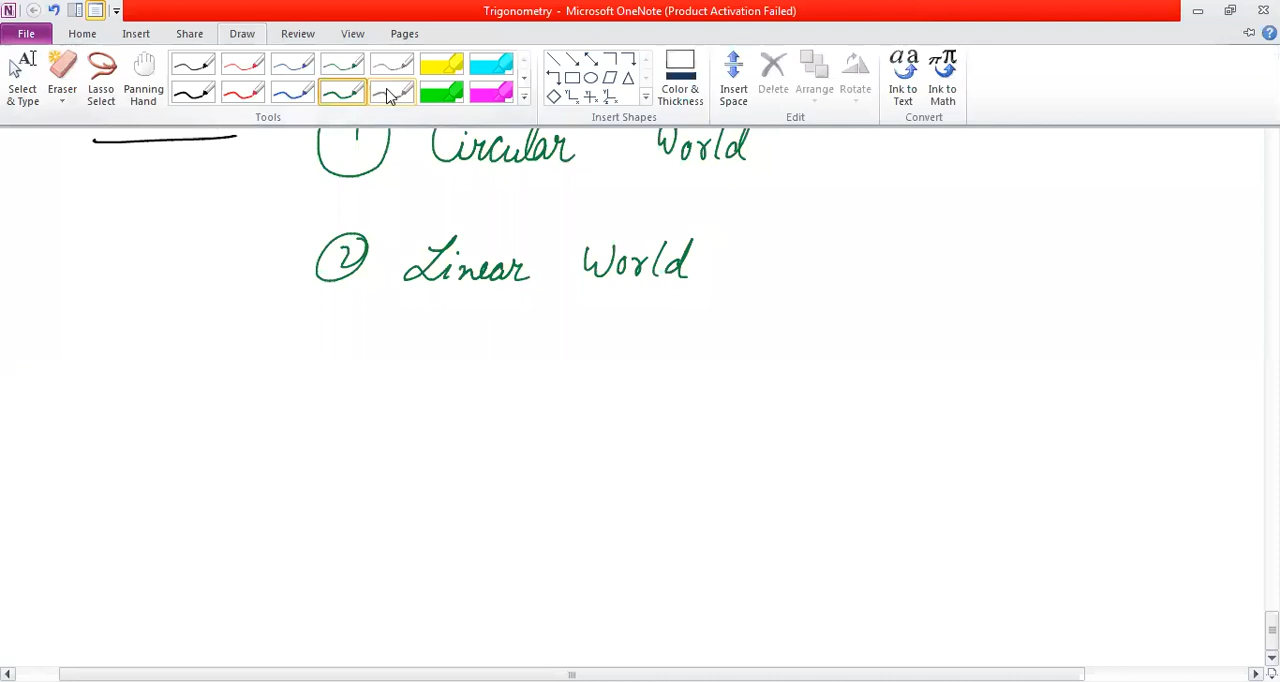 Trigonometry - Microsoft OneNote (Product Activation Failed)
File Home Insert Share Draw Review View Pages
Select & Type
Eraser
Lasso Select
Panning Hand
Color & Thickness
Insert Space
Delete
Arrange
Rotate
Ink to Text
Ink to Math
Tools Insert Shapes Edit Convert
1 Circular World
2 Linear World